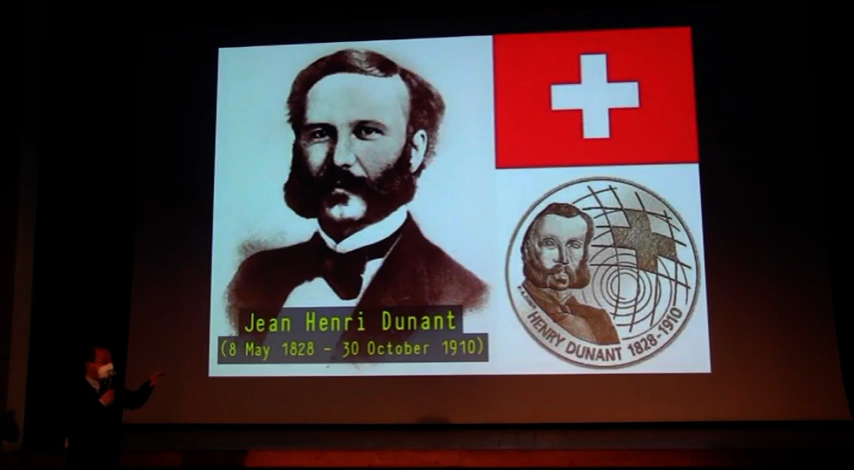 Jean Henri Dunant
(8 May 1828 - 30 October 1910)
HENRY DUNANT 1828-1910